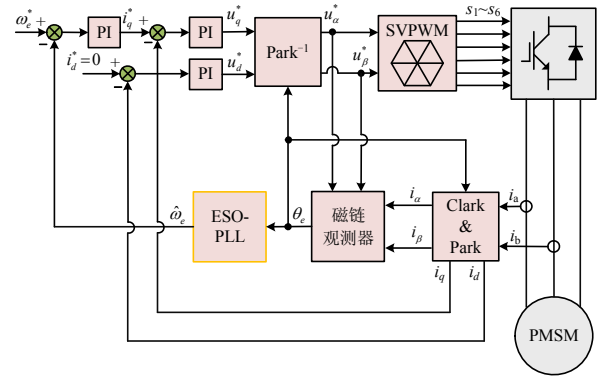 ω*e + − PI i*q + − PI u*q
i*d=0 + − PI u*d
Park⁻¹
u*α
u*β
SVPWM
s1~s6
ω̂e
ESO-
PLL
θe
磁链
观测器
iα
iβ
Clark
&
Park
ia
ib
iq id
PMSM